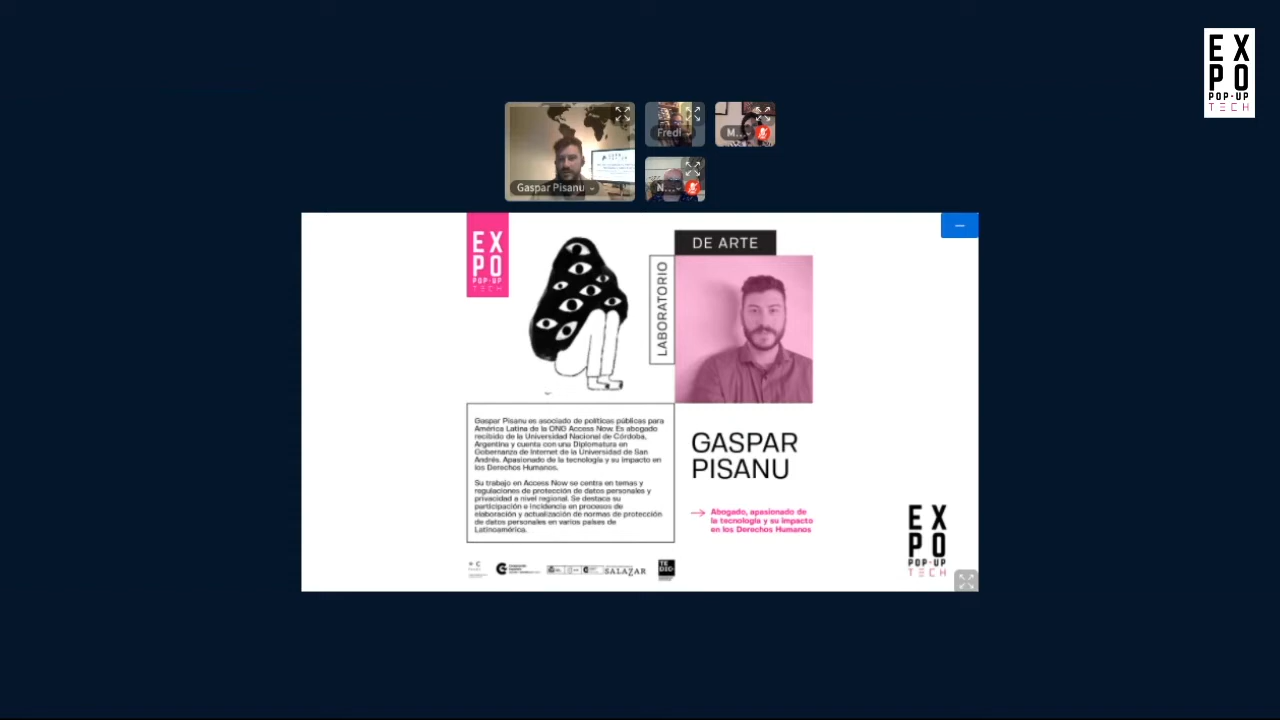 EX
PO
POP-UP
TECH
Gaspar Pisanu
Fredi
M...
N...
EX
PO
POP-UP
TECH
DE ARTE
LABORATORIO
Gaspar Pisanu es asociado de políticas públicas para
América Latina de la ONG Access Now. Es abogado
recibido de la Universidad Nacional de Córdoba,
Argentina y cuenta con una Diplomatura en
Gobernanza de Internet de la Universidad de San
Andrés. Apasionado de la tecnología y su impacto en
los Derechos Humanos.
Su trabajo en Access Now se centra en temas y
regulaciones de protección de datos personales y
privacidad a nivel regional. Se destaca su
participación e incidencia en procesos de
elaboración y actualización de normas de protección
de datos personales en varios países de
Latinoamérica.
GASPAR
PISANU
Abogado, apasionado de
la tecnología y su impacto
en los Derechos Humanos
SALAZAR
EX
PO
POP-UP
TECH